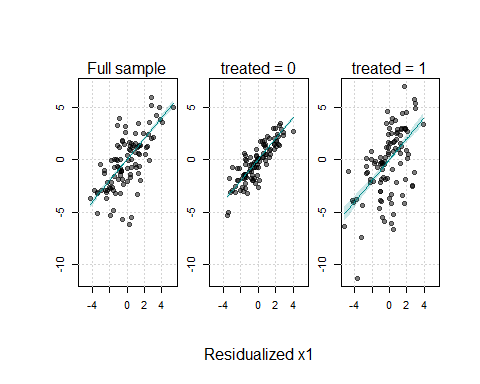 Full sample treated = 0 treated = 1
5 5 5
0 0 0
-5 -5 -5
-10 -10 -10
-4 0 2 4 -4 0 2 4 -4 0 2 4
Residualized x1